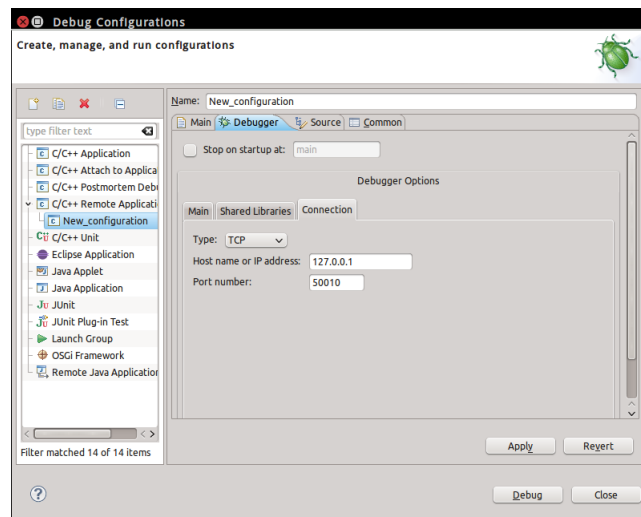 Debug Configurations
Create, manage, and run configurations
Name: New_configuration
Main Debugger Source Common
type filter text
C/C++ Application
C/C++ Attach to Applica
C/C++ Postmortem Deb
C/C++ Remote Applicati
New_configuration
C/C++ Unit
Eclipse Application
Java Applet
Java Application
JUnit
JUnit Plug-in Test
Launch Group
OSGi Framework
Remote Java Application
Filter matched 14 of 14 items
Stop on startup at: main
Debugger Options
Main Shared Libraries Connection
Type: TCP
Host name or IP address: 127.0.0.1
Port number: 50010
Apply Revert
Debug Close